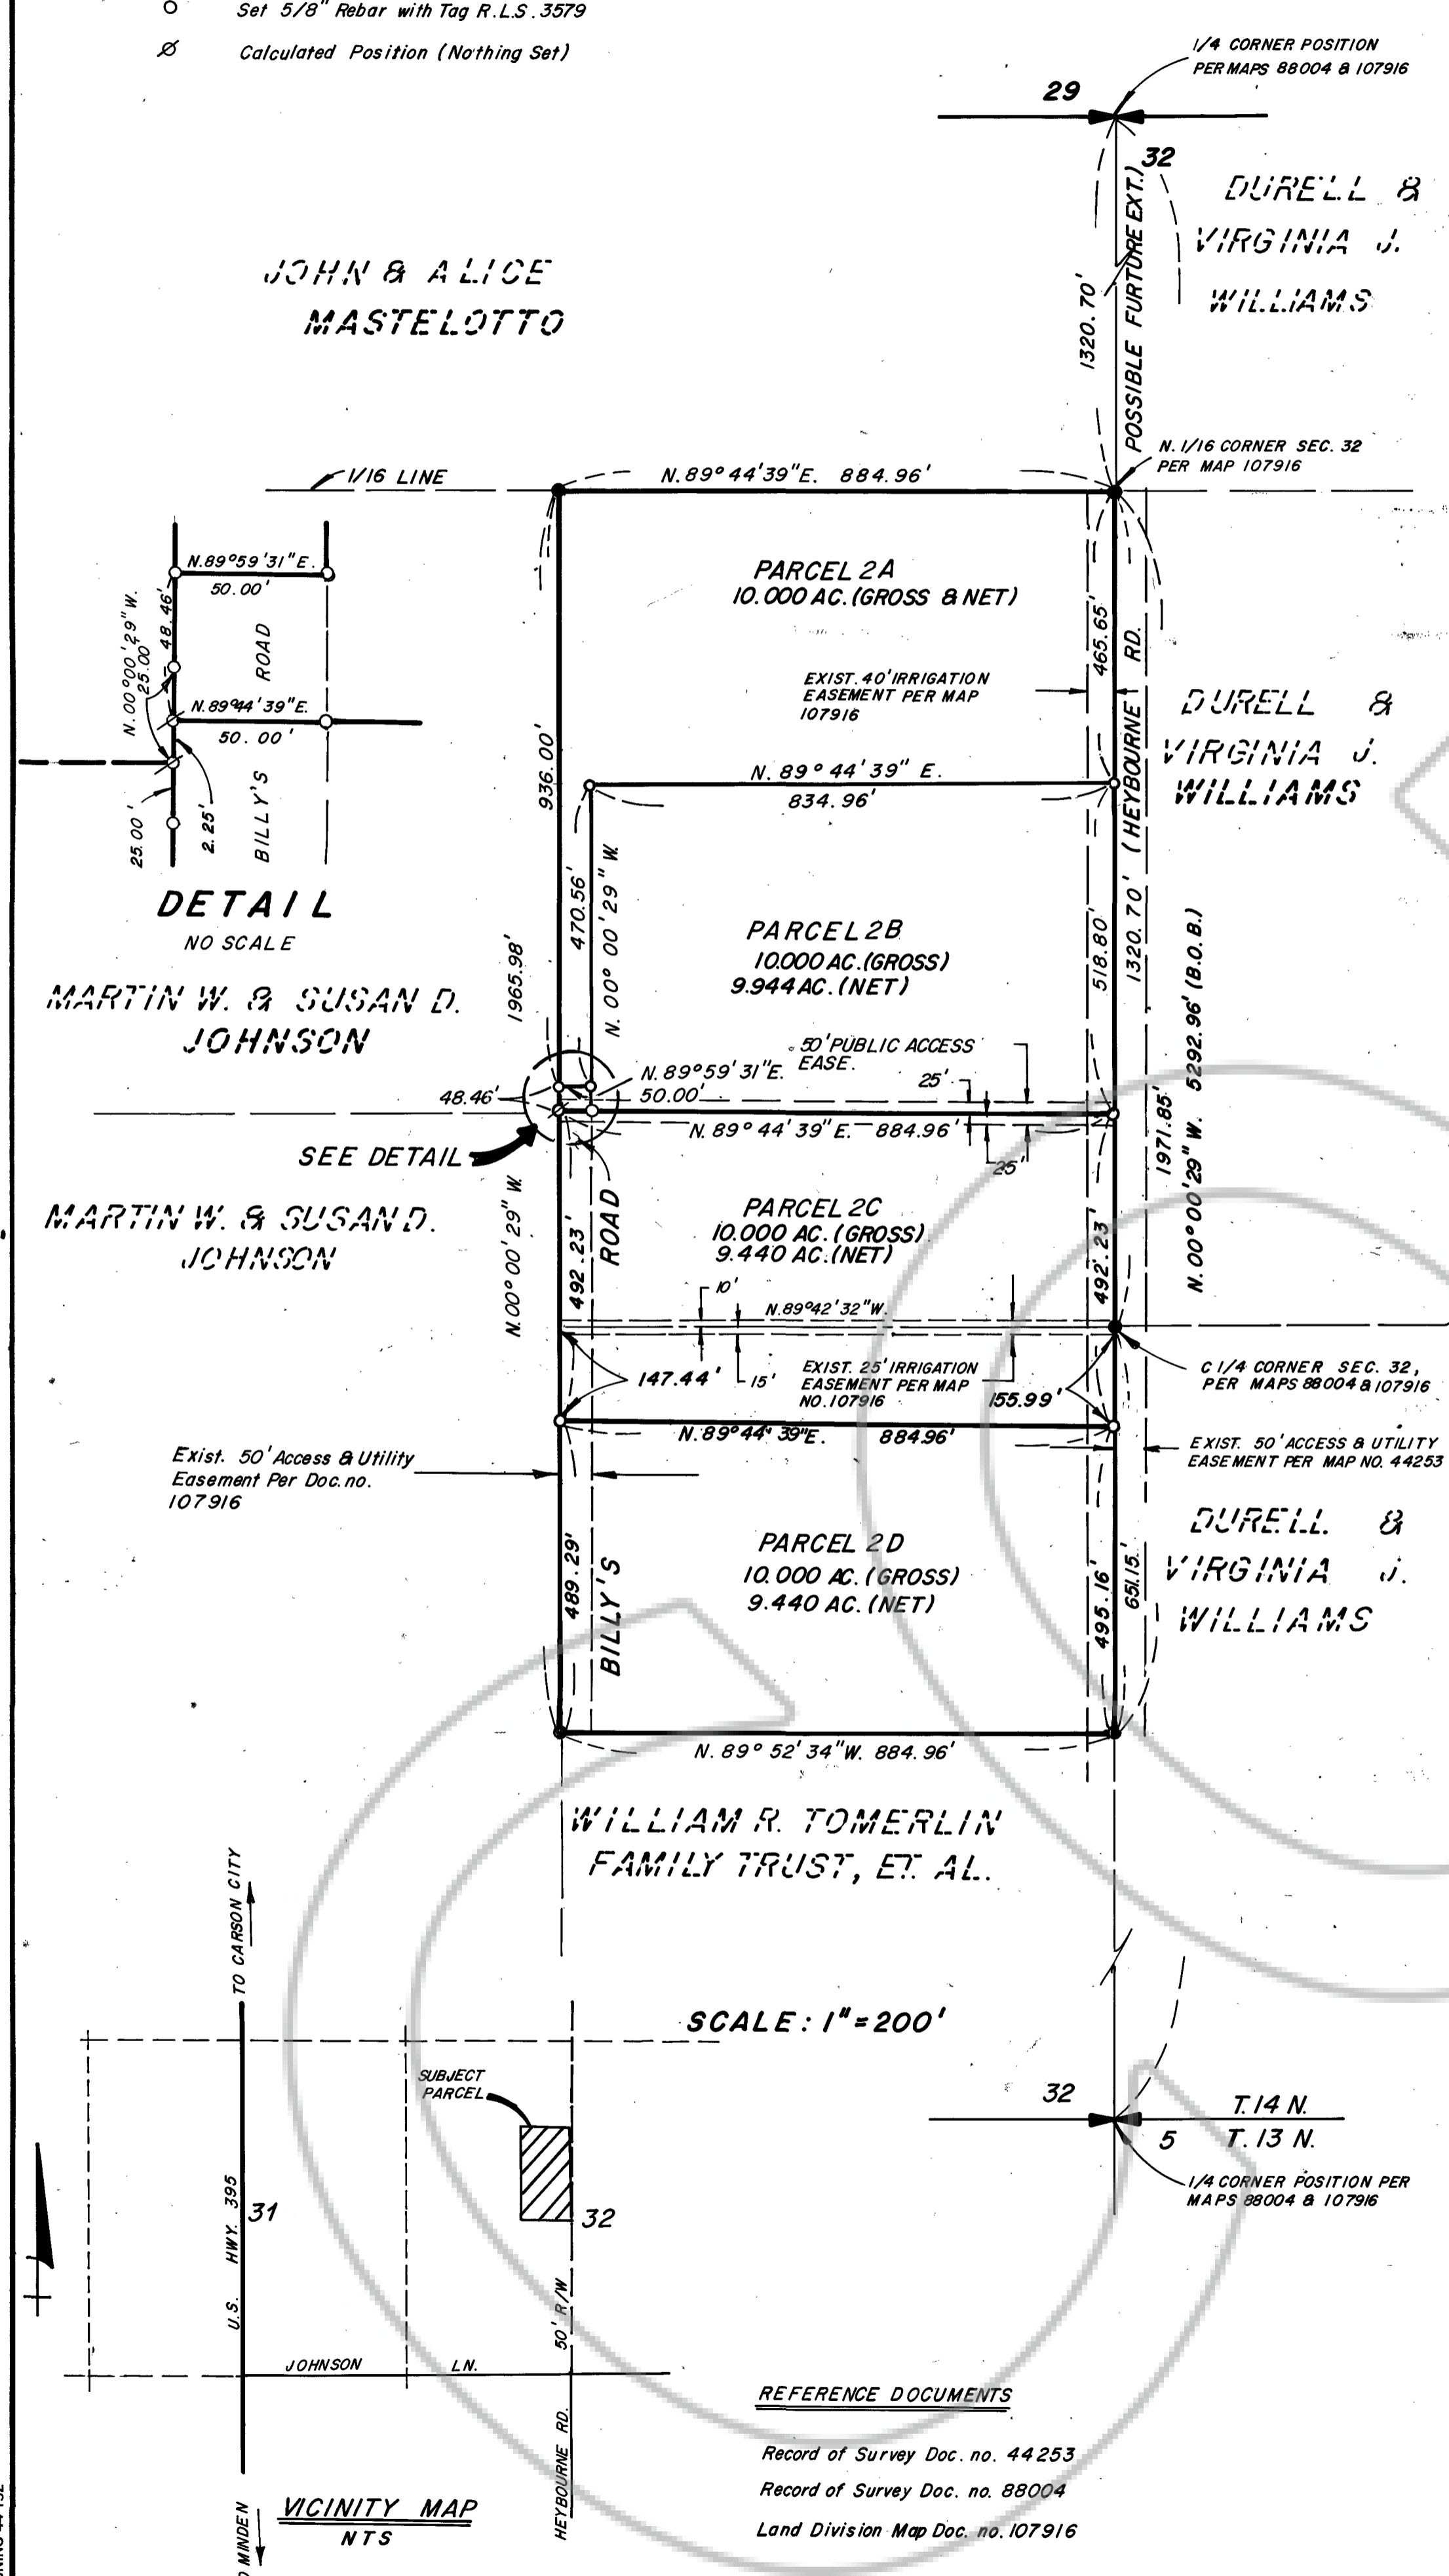 Set 5/8" Rebar with Tag R.L.S. 3579
Calculated Position (Nothing Set)
1/4 CORNER POSITION
PER MAPS 88004 & 107916
29
32
DURELL &
VIRGINIA J.
WILLIAMS
JOHN & ALICE
MASTELOTTO
1320.70'
POSSIBLE FURTURE EXT.)
N. 1/16 CORNER SEC. 32
PER MAP 107916
1/16 LINE
N. 89° 44' 39" E. 884.96'
PARCEL 2A
10.000 AC. (GROSS & NET)
465.65'
(HEYBOURNE RD.
EXIST. 40' IRRIGATION
EASEMENT PER MAP
107916
DURELL &
VIRGINIA J.
WILLIAMS
N. 89° 59' 31" E.
50.00'
N. 00° 00' 29" W.
25.00'
48.46'
ROAD
N. 89° 44' 39" E.
50.00'
25.00'
2.25'
BILLY'S
DETAIL
NO SCALE
936.00'
N. 89° 44' 39" E.
834.96'
470.56'
N. 00° 00' 29" W.
PARCEL 2B
10.000 AC. (GROSS)
9.944 AC. (NET)
518.80'
1320.70'
N. 00° 00' 29" W. 5292.96' (B.O.B.)
1965.98'
MARTIN W. & SUSAN D.
JOHNSON
50' PUBLIC ACCESS
EASE.
25'
N. 89° 59' 31" E.
50.00'
48.46'
N. 89° 44' 39" E. 884.96'
25'
SEE DETAIL
1971.85'
MARTIN W. & SUSAN D.
JOHNSON
N. 00° 00' 29" W.
492.23'
ROAD
PARCEL 2C
10.000 AC. (GROSS)
9.440 AC. (NET)
492.23'
10'
N. 89° 42' 32" W.
147.44'
15'
EXIST. 25' IRRIGATION
EASEMENT PER MAP
NO. 107916
155.99'
C 1/4 CORNER SEC. 32,
PER MAPS 88004 & 107916
N. 89° 44' 39" E. 884.96'
Exist. 50' Access & Utility
Easement Per Doc. no.
107916
EXIST. 50' ACCESS & UTILITY
EASEMENT PER MAP NO. 44253
489.29'
BILLY'S
PARCEL 2D
10.000 AC. (GROSS)
9.440 AC. (NET)
495.16'
651.15'
DURELL &
VIRGINIA J.
WILLIAMS
N. 89° 52' 34" W. 884.96'
WILLIAM R. TOMERLIN
FAMILY TRUST, ET. AL.
TO CARSON CITY
SCALE: 1" = 200'
SUBJECT
PARCEL
32
T. 14 N.
5 T. 13 N.
1/4 CORNER POSITION PER
MAPS 88004 & 107916
U.S. HWY. 395
31
32
50' R/W
JOHNSON LN.
HEYBOURNE RD.
MINDEN
VICINITY MAP
NTS
REFERENCE DOCUMENTS
Record of Survey Doc. no. 44253
Record of Survey Doc. no. 88004
Land Division Map Doc. no. 107916